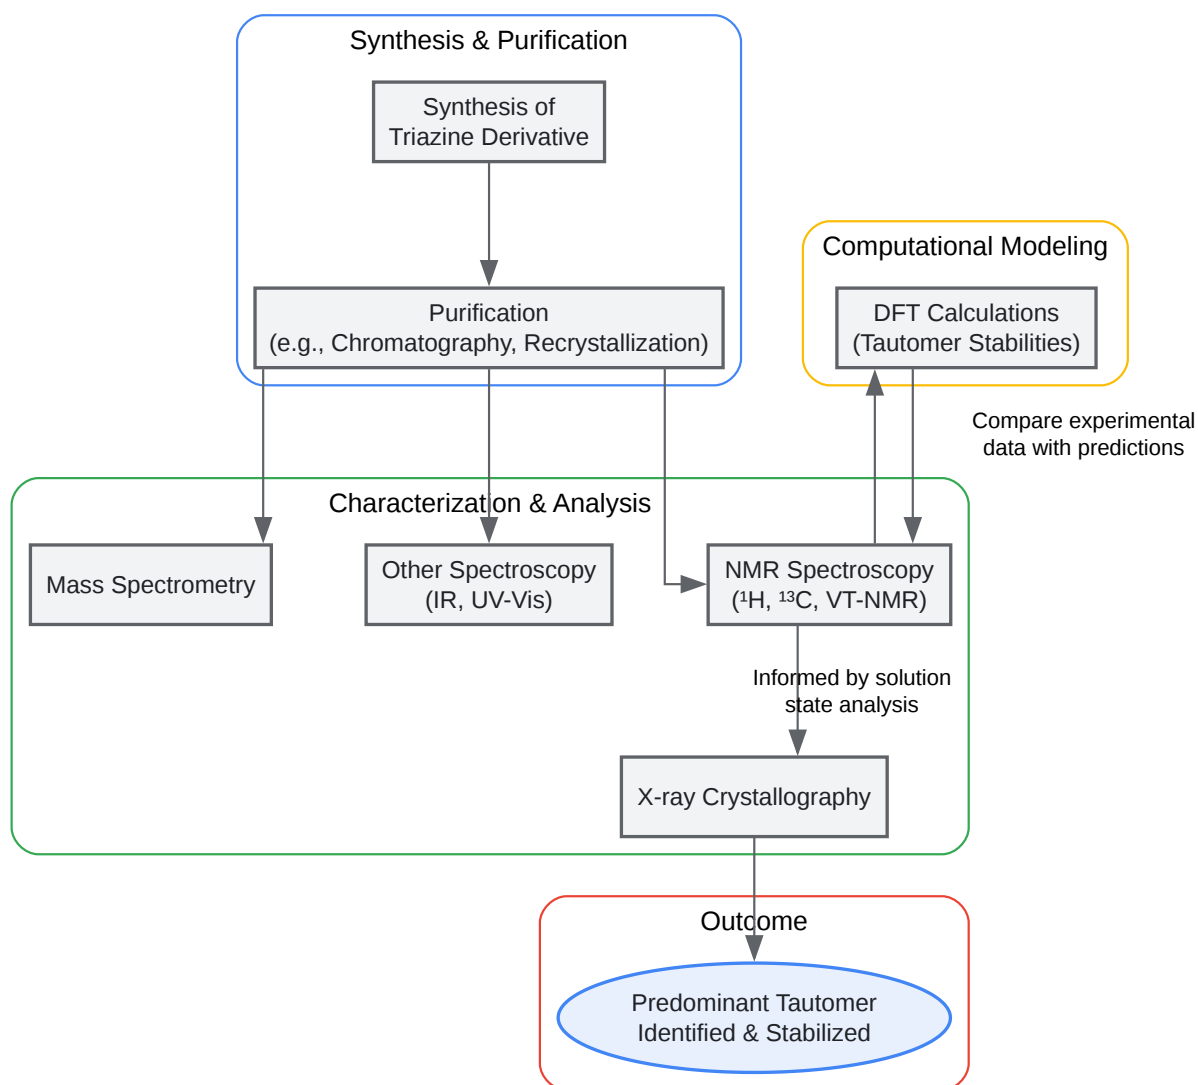 Synthesis & Purification
Synthesis of
Triazine Derivative
Computational Modeling
Purification
(e.g., Chromatography, Recrystallization)
DFT Calculations
(Tautomer Stabilities)
Compare experimental
data with predictions
Characterization & Analysis
Mass Spectrometry
Other Spectroscopy
(IR, UV-Vis)
NMR Spectroscopy
(¹H, ¹³C, VT-NMR)
Informed by solution
state analysis
X-ray Crystallography
Outcome
Predominant Tautomer
Identified & Stabilized